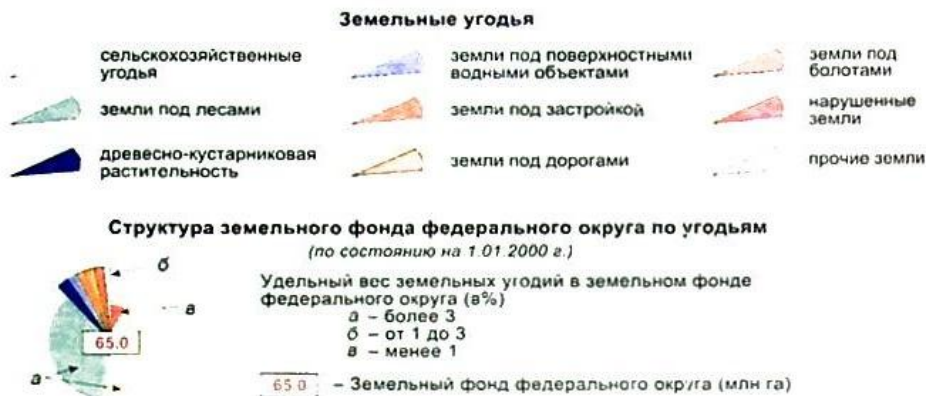 Земельные угодья
сельскохозяйственные
угодья
земли под поверхностными
водными объектами
земли под
болотами
земли под лесами
земли под застройкой
нарушенные
земли
древесно-кустарниковая
растительность
земли под дорогами
прочие земли
Структура земельного фонда федерального округа по угодьям
(по состоянию на 1.01.2000 г.)
б
в
65.0
а
Удельный вес земельных угодий в земельном фонде
федерального округа (в%)
а – более 3
б – от 1 до 3
в – менее 1
65.0 – Земельный фонд федерального округа (млн га)